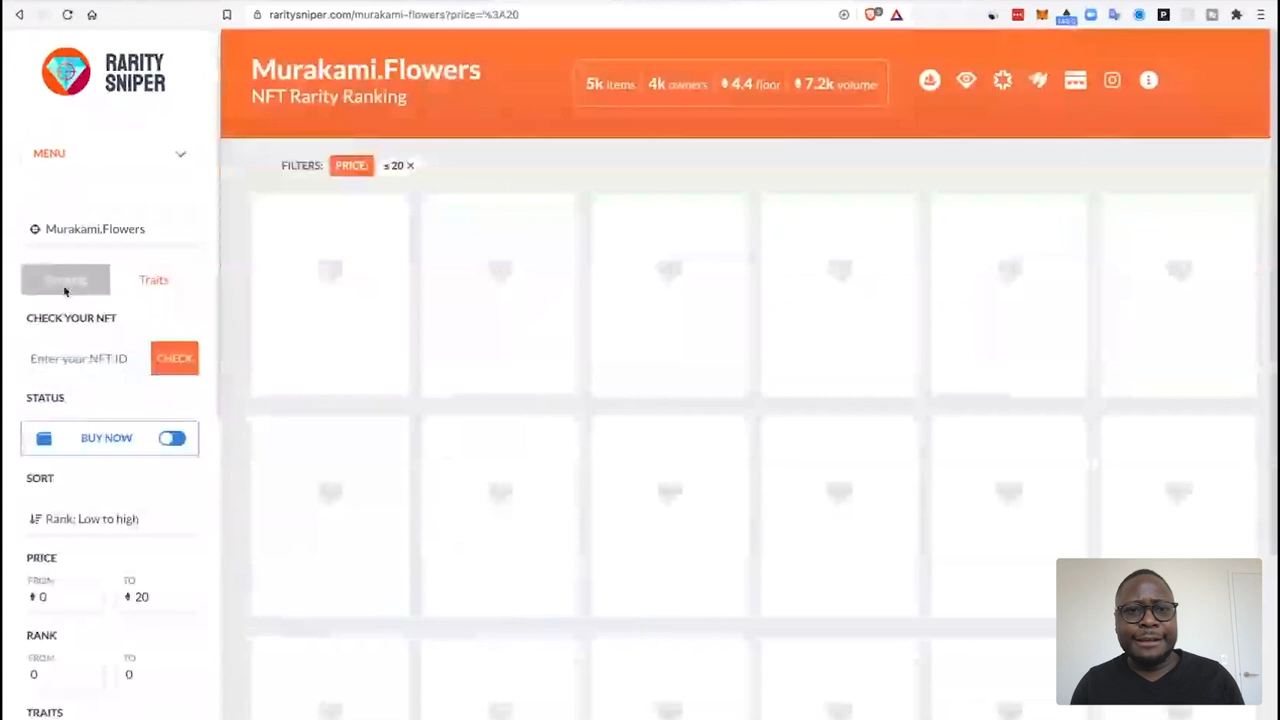 raritysniper.com/murakami-flowers?price=%3A20
RARITY
SNIPER
Murakami.Flowers
NFT Rarity Ranking
5k items 4k owners 4.4 floor 7.2k volume
MENU
FILTERS: PRICE: ≤ 20 ×
Murakami.Flowers
Traits
CHECK YOUR NFT
Enter your NFT ID CHECK
STATUS
BUY NOW
SORT
Rank: Low to high
PRICE
FROM TO
0 20
RANK
FROM TO
0 0
TRAITS